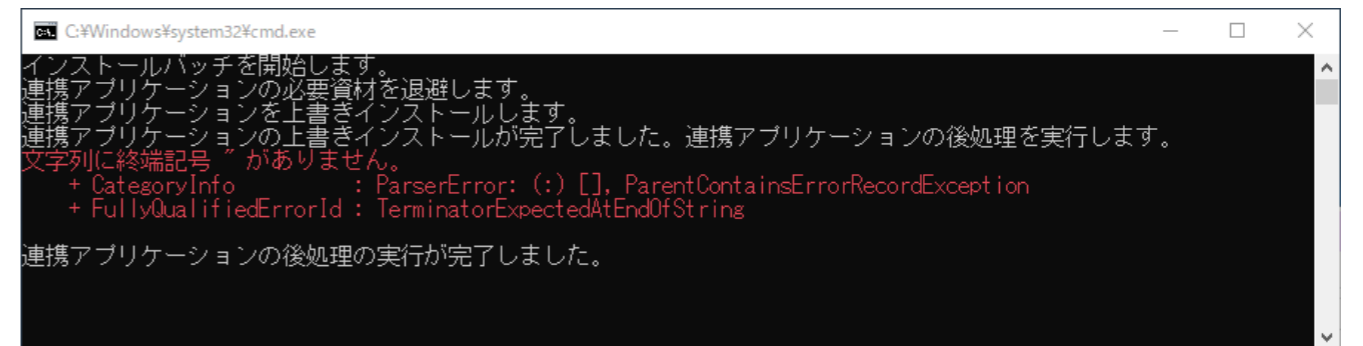 C:¥Windows¥system32¥cmd.exe
インストールバッチを開始します。
連携アプリケーションの必要資材を退避します。
連携アプリケーションを上書きインストールします。
連携アプリケーションの上書きインストールが完了しました。連携アプリケーションの後処理を実行します。
文字列に終端記号 " がありません。
    + CategoryInfo          : ParserError: (:) [], ParentContainsErrorRecordException
    + FullyQualifiedErrorId : TerminatorExpectedAtEndOfString
連携アプリケーションの後処理の実行が完了しました。